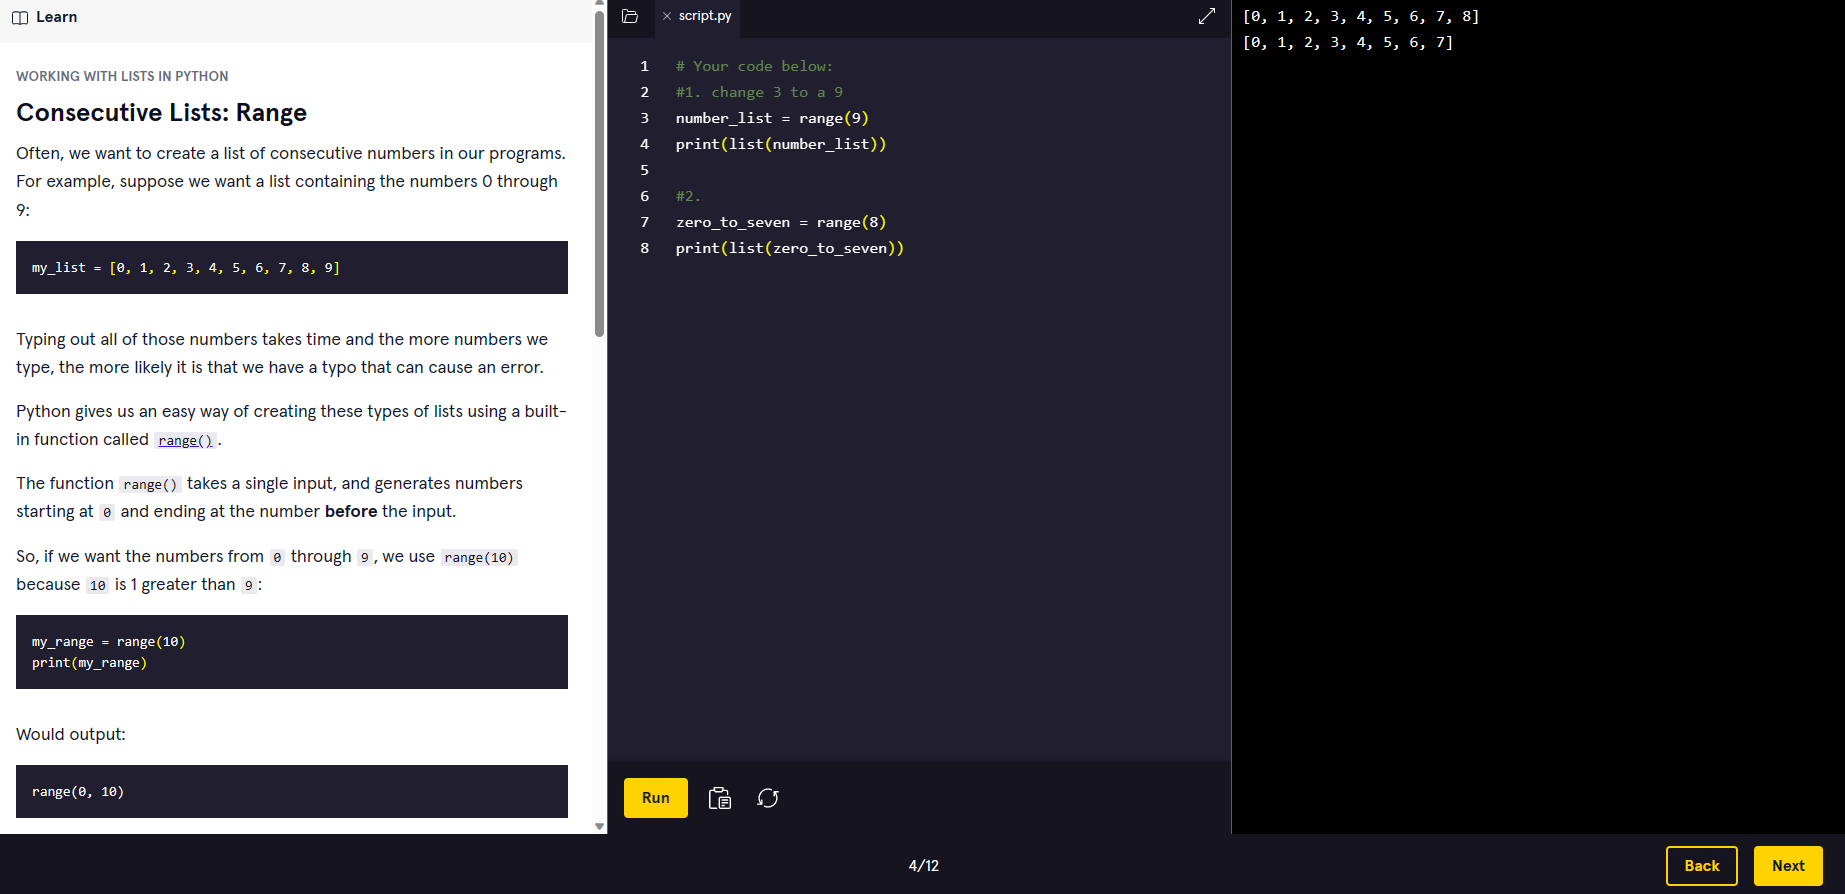 Learn
WORKING WITH LISTS IN PYTHON
Consecutive Lists: Range
Often, we want to create a list of consecutive numbers in our programs.
For example, suppose we want a list containing the numbers 0 through
9:
my_list = [0, 1, 2, 3, 4, 5, 6, 7, 8, 9]
Typing out all of those numbers takes time and the more numbers we
type, the more likely it is that we have a typo that can cause an error.
Python gives us an easy way of creating these types of lists using a built-
in function called range().
The function range() takes a single input, and generates numbers
starting at 0 and ending at the number before the input.
So, if we want the numbers from 0 through 9, we use range(10)
because 10 is 1 greater than 9:
my_range = range(10)
print(my_range)
Would output:
range(0, 10)
script.py
1 # Your code below:
2 #1. change 3 to a 9
3 number_list = range(9)
4 print(list(number_list))
5
6 #2.
7 zero_to_seven = range(8)
8 print(list(zero_to_seven))
Run
[0, 1, 2, 3, 4, 5, 6, 7, 8]
[0, 1, 2, 3, 4, 5, 6, 7]
4/12
Back
Next